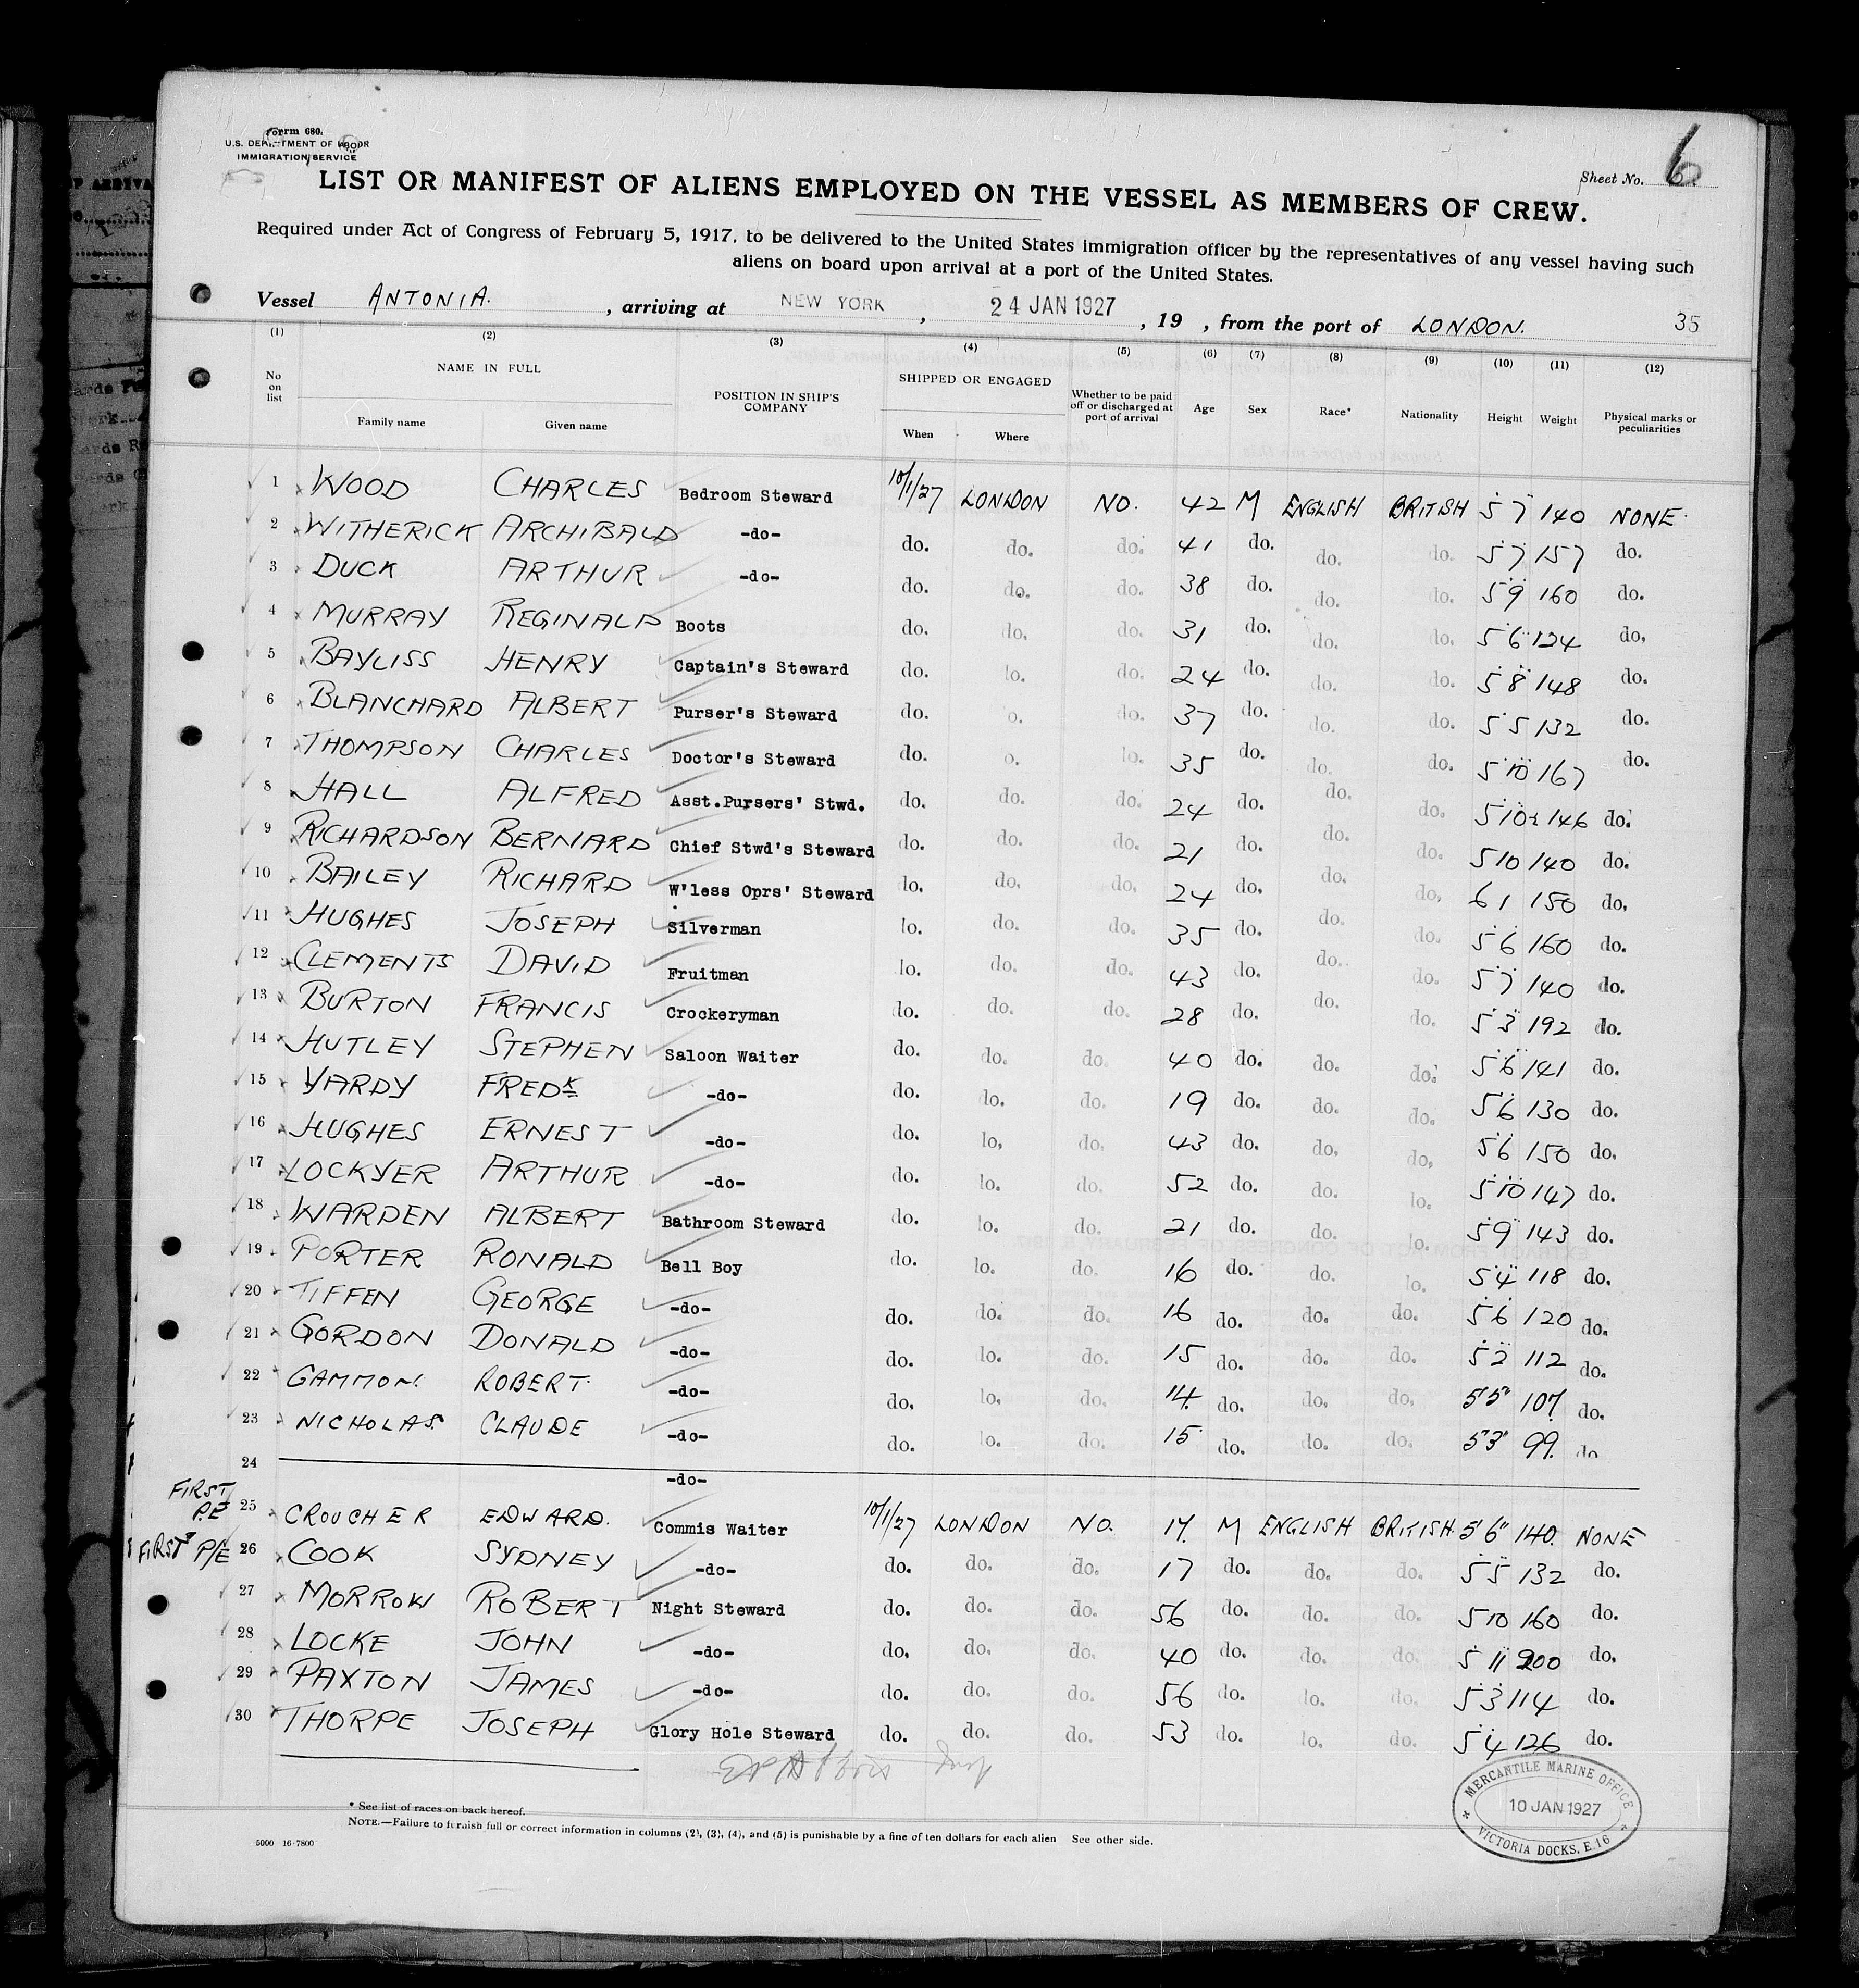 Form 680.
U.S. DEPARTMENT OF LABOR
IMMIGRATION SERVICE
Sheet No. 6
LIST OR MANIFEST OF ALIENS EMPLOYED ON THE VESSEL AS MEMBERS OF CREW.
Required under Act of Congress of February 5, 1917, to be delivered to the United States immigration officer by the representatives of any vessel having such
aliens on board upon arrival at a port of the United States.
Vessel ANTONIA. , arriving at NEW YORK , 24 JAN 1927 , 19 , from the port of LONDON. 35
(1) (2) (3) (4) (5) (6) (7) (8) (9) (10) (11) (12)
No on list NAME IN FULL Family name Given name POSITION IN SHIP'S COMPANY SHIPPED OR ENGAGED When Where Whether to be paid off or discharged at port of arrival Age Sex Race* Nationality Height Weight Physical marks or peculiarities
1 WOOD CHARLES Bedroom Steward 10/1/27 LONDON NO. 42 M ENGLISH BRITISH 5 7 140 NONE
2 WITHERICK ARCHIBALD -do- do. do. do. 41 do. do. do. 5 7 157 do.
3 DUCK ARTHUR -do- do. do. do. 38 do. do. do. 5 9 160 do.
4 MURRAY REGINALD Boots do. do. do. 31 do. do. do. 5 6 124 do.
5 BAYLISS HENRY Captain's Steward do. lo. do. 24 do. do. do. 5 8 148 do.
6 BLANCHARD ALBERT Purser's Steward do. o. do. 37 do. do. do. 5 5 132 do.
7 THOMPSON CHARLES Doctor's Steward do. o. lo. 35 do. do. do. 5 10 167 do.
8 HALL ALFRED Asst.Pursers' Stwd. do. do. do. 24 do. do. do. 5 10½ 146 do.
9 RICHARDSON BERNARD Chief Stwd's Steward do. do. do. 21 do. do. do. 5 10 140 do.
10 BAILEY RICHARD W'less Oprs' Steward lo. do. do. 24 do. do. do. 6 1 150 do.
11 HUGHES JOSEPH Silverman lo. do. do. 35 do. do. do. 5 6 160 do.
12 CLEMENTS DAVID Fruitman lo. do. do. 43 do. do. do. 5 7 140 do.
13 BURTON FRANCIS Crockeryman lo. do. do. 28 do. do. do. 5 3 192 do.
14 HUTLEY STEPHEN Saloon Waiter do. do. do. 40 do. do. do. 5 6 141 do.
15 YARDY FREDK -do- do. do. do. 19 do. do. do. 5 6 130 do.
16 HUGHES ERNEST -do- do. lo. do. 43 do. do. do. 5 6 150 do.
17 LOCKYER ARTHUR -do- do. lo. do. 52 do. do. lo. 5 10 147 do.
18 WARDEN ALBERT Bathroom Steward do. lo. do. 21 do. do. lo. 5 9 143 do.
19 PORTER RONALD Bell Boy do. lo. do. 16 do. do. lo. 5 4 118 do.
20 TIFFEN GEORGE -do- do. do. do. 16 do. do. do. 5 6 120 do.
21 GORDON DONALD -do- do. lo. do. 15 do. do. do. 5 2 112 do.
22 GAMMON. ROBERT. -do- do. lo. do. 14. do. do. do. 5'5" 107. do.
23 NICHOLAS. CLAUDE -do- do. lo. do. 15 do. do. do. 5'3" 99. do
24 -do-
FIRST P.E 25 CROUCHER EDWARD. Commis Waiter 10/1/27 LONDON NO. 17. M ENGLISH BRITISH. 5'6" 140. NONE
FIRST P/E 26 COOK SYDNEY -do- do. do. do. 17 do. do. do. 5 5 132 do.
27 MORROW ROBERT Night Steward do. do. do. 56 do. do. do. 5 10 160 do.
28 LOCKE JOHN -do- do. do. do. 40 do. do. do. 5 11 200 do.
29 PAXTON JAMES -do- do. do. do. 56 do. lo. do. 5 3 114 do.
30 THORPE JOSEPH Glory Hole Steward do. do. do. 53 do. lo. do. 5 4 126 do.
MERCANTILE MARINE OFFICE
10 JAN 1927
VICTORIA DOCKS, E.16
* See list of races on back hereof.
NOTE.—Failure to furnish full or correct information in columns (2), (3), (4), and (5) is punishable by a fine of ten dollars for each alien See other side.
5000 16-7800